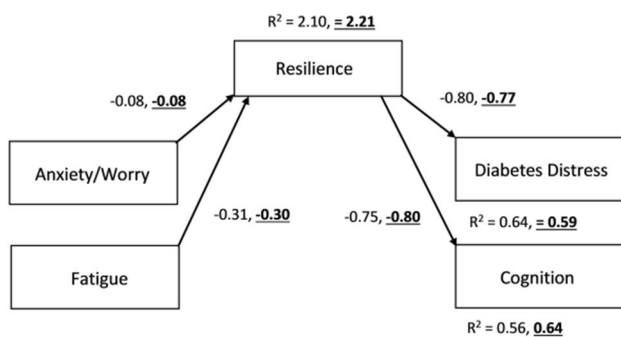 R² = 2.10, = 2.21
Resilience
-0.08, -0.08
-0.80, -0.77
Anxiety/Worry
Diabetes Distress
-0.31, -0.30
-0.75, -0.80
R² = 0.64, = 0.59
Fatigue
Cognition
R² = 0.56, 0.64